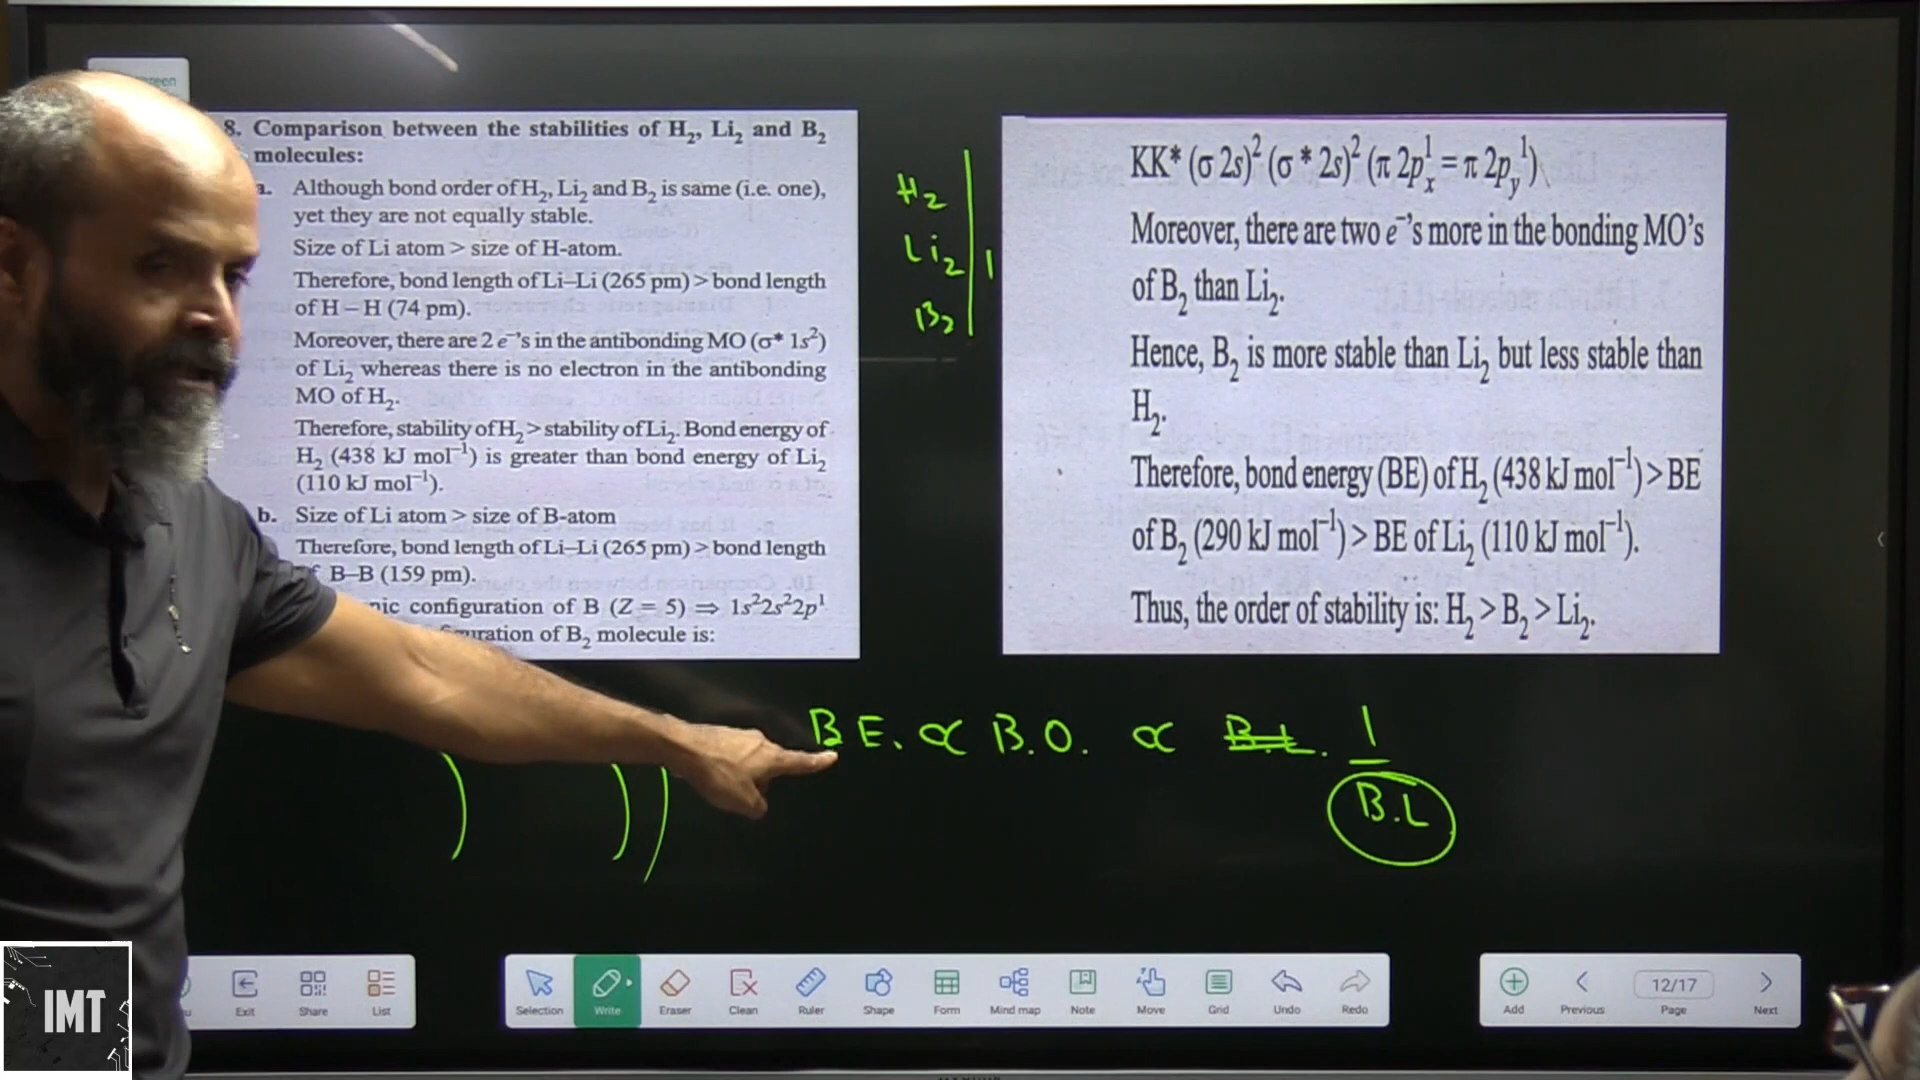 8. Comparison between the stabilities of H₂, Li₂ and B₂
molecules:
a. Although bond order of H₂, Li₂ and B₂ is same (i.e. one),
yet they are not equally stable.
Size of Li atom > size of H-atom.
Therefore, bond length of Li–Li (265 pm) > bond length
of H – H (74 pm).
Moreover, there are 2 e⁻'s in the antibonding MO (σ* 1s²)
of Li₂ whereas there is no electron in the antibonding
MO of H₂.
Therefore, stability of H₂ > stability of Li₂. Bond energy of
H₂ (438 kJ mol⁻¹) is greater than bond energy of Li₂
(110 kJ mol⁻¹).
b. Size of Li atom > size of B-atom
Therefore, bond length of Li–Li (265 pm) > bond length
B–B (159 pm).
configuration of B (Z = 5) ⇒ 1s²2s²2p¹
of B₂ molecule is:
H₂
Li₂ 1
B₂
KK* (σ 2s)² (σ * 2s)² (π 2pₓ¹ = π 2p_y¹)
Moreover, there are two e⁻'s more in the bonding MO's
of B₂ than Li₂.
Hence, B₂ is more stable than Li₂ but less stable than
H₂.
Therefore, bond energy (BE) of H₂ (438 kJ mol⁻¹) > BE
of B₂ (290 kJ mol⁻¹) > BE of Li₂ (110 kJ mol⁻¹).
Thus, the order of stability is: H₂ > B₂ > Li₂.
B E. ∝ B.O. ∝ B.L. 1
B.L
Exit Share List
Selection Write Eraser Clean Ruler Shape Form Mind map Note Move Grid Undo Redo
12/17
Add Previous Page Next
IMT